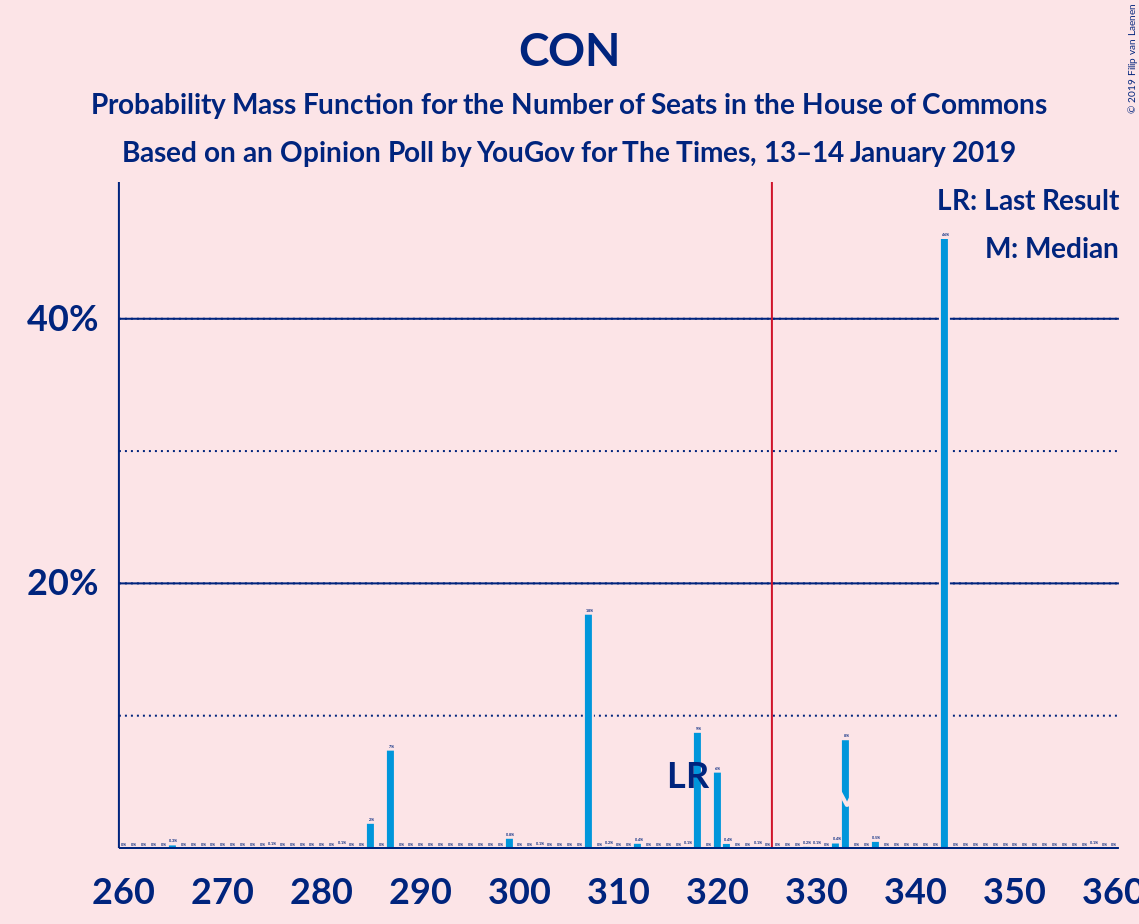 © 2019 Filip van Laenen
CON
Probability Mass Function for the Number of Seats in the House of Commons
Based on an Opinion Poll by YouGov for The Times, 13–14 January 2019
LR: Last Result
M: Median
40%
20%
LR
260 270 280 290 300 310 320 330 340 350 360